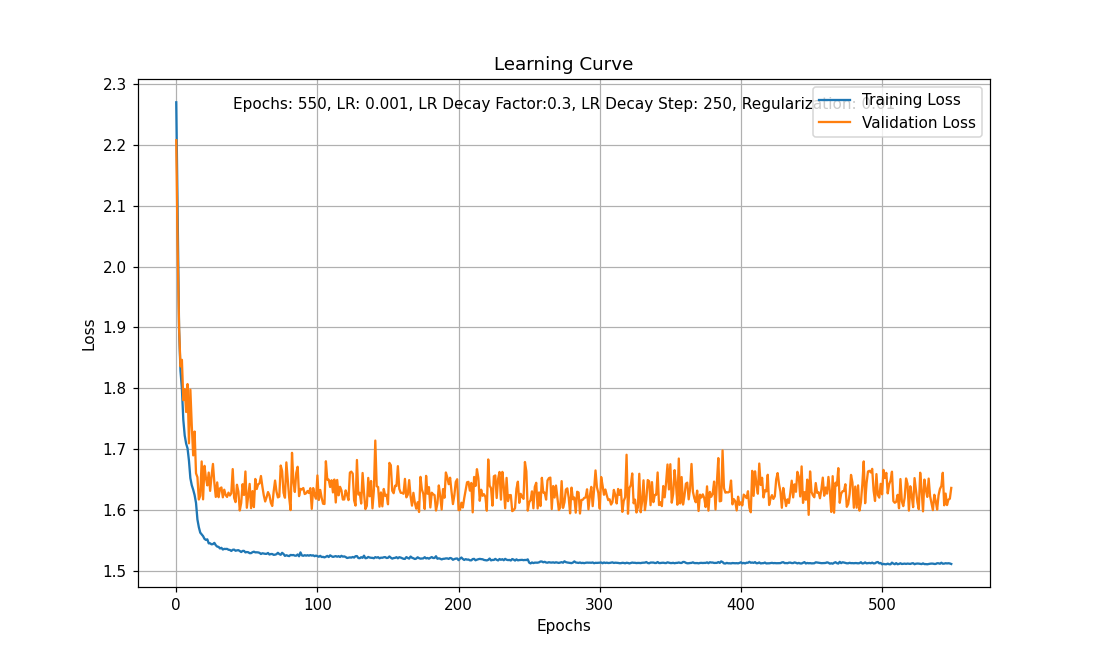 Learning Curve
Epochs: 550, LR: 0.001, LR Decay Factor:0.3, LR Decay Step: 250, Regularization: 0.01
Training Loss
Validation Loss
2.3
2.2
2.1
2.0
1.9
1.8
1.7
1.6
1.5
Loss
0 100 200 300 400 500
Epochs